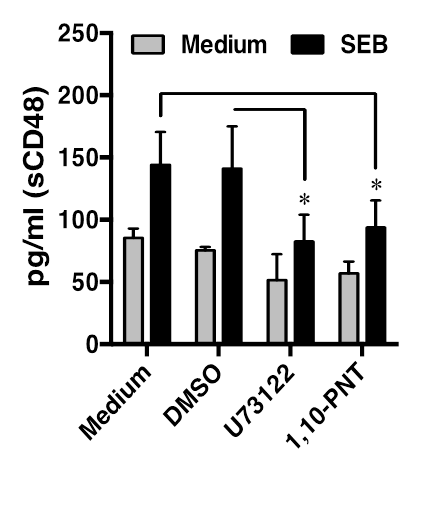 250
Medium SEB
200
150
100
50
0
pg/ml (sCD48)
*
*
Medium
DMSO
U73122
1,10-PNT